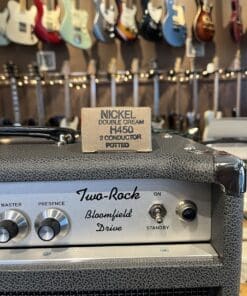 NICKEL
DOUBLE CREAM
H450
2 CONDUCTOR
POTTED
Two-Rock
Bloomfield
Drive
MASTER
PRESENCE
ON
STANDBY